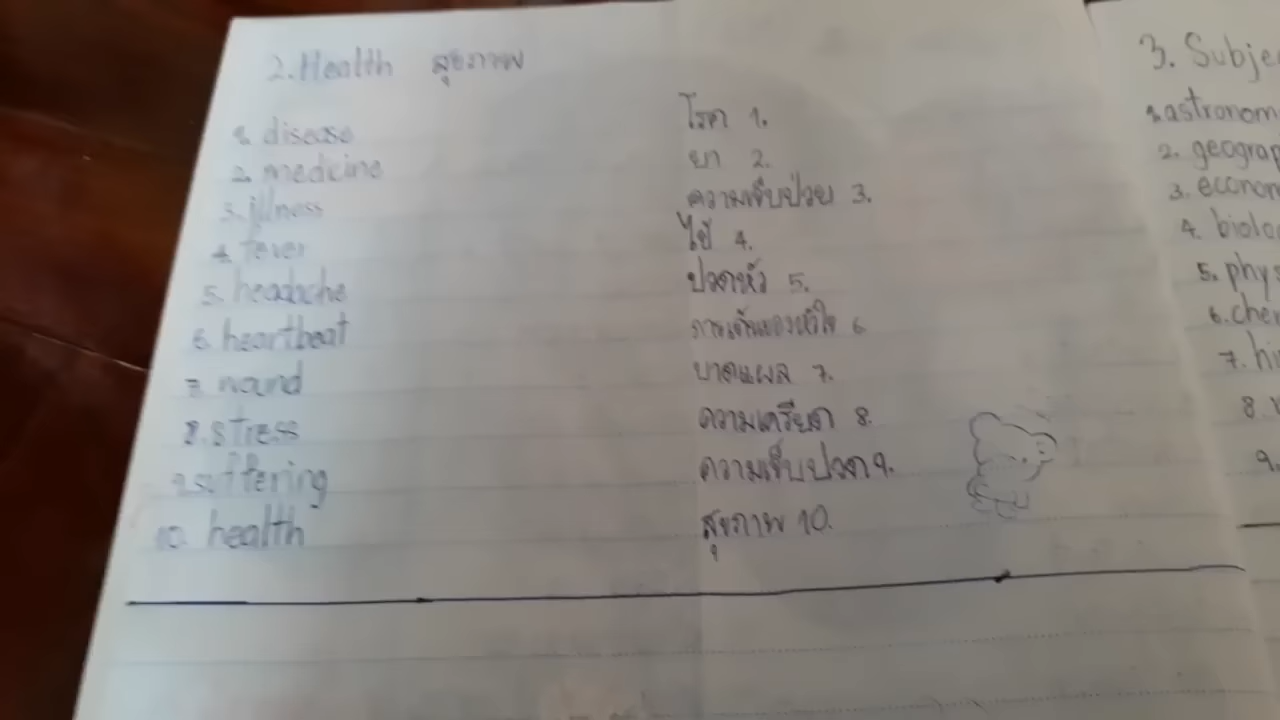 2. Health สุขภาพ
1. disease โรค 1.
2. medicine ยา 2.
3. illness ความเจ็บป่วย 3.
4. fever ไข้ 4.
5. headache ปวดหัว 5.
6. heartbeat การเต้นของหัวใจ 6
7. wound บาดแผล 7.
8. stress ความเครียด 8.
9. suffering ความเจ็บปวด 9.
10. health สุขภาพ 10.
3. Subje
1. astronom
2. geograp
3. econom
4. biolo
5. phys
6. che
7. hi
8.
9.